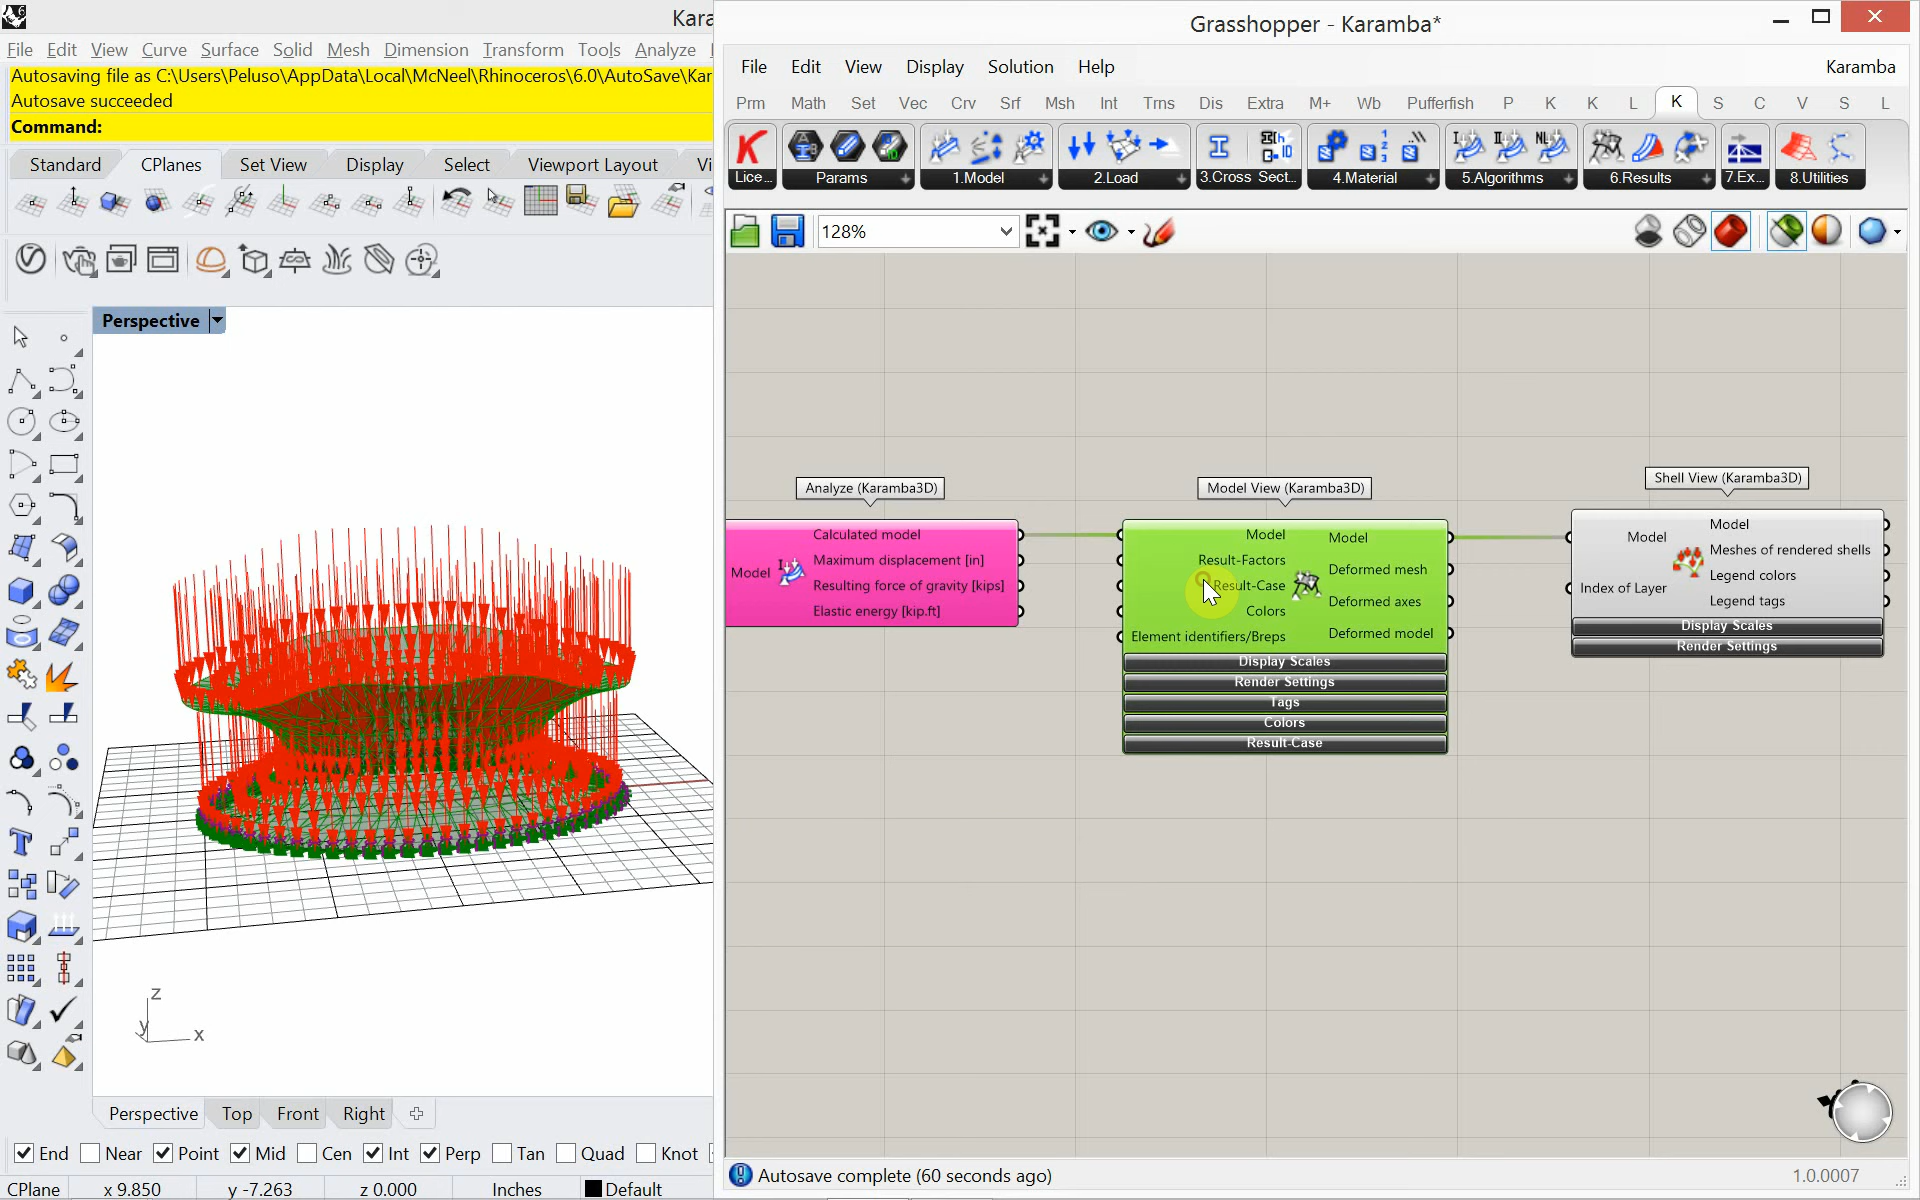 Kara
File Edit View Curve Surface Solid Mesh Dimension Transform Tools Analyze
Autosaving file as C:\Users\Peluso\AppData\Local\McNeel\Rhinoceros\6.0\AutoSave\Kar
Autosave succeeded
Command:
Standard CPlanes Set View Display Select Viewport Layout Vi
Perspective
z
y x
Perspective Top Front Right
End Near Point Mid Cen Int Perp Tan Quad Knot
CPlane x 9.850 y -7.263 z 0.000 Inches Default
Grasshopper - Karamba*
File Edit View Display Solution Help Karamba
Prm Math Set Vec Crv Srf Msh Int Trns Dis Extra M+ Wb Pufferfish P K K L K S C V S L
Lice... Params 1.Model 2.Load 3.Cross Sect... 4.Material 5.Algorithms 6.Results 7.Ex... 8.Utilities
128%
Analyze (Karamba3D)
Model
Calculated model
Maximum displacement [in]
Resulting force of gravity [kips]
Elastic energy [kip.ft]
Model View (Karamba3D)
Model
Result-Factors
Result-Case
Colors
Element identifiers/Breps
Model
Deformed mesh
Deformed axes
Deformed model
Display Scales
Render Settings
Tags
Colors
Result-Case
Shell View (Karamba3D)
Model
Index of Layer
Model
Meshes of rendered shells
Legend colors
Legend tags
Display Scales
Render Settings
Autosave complete (60 seconds ago)
1.0.0007